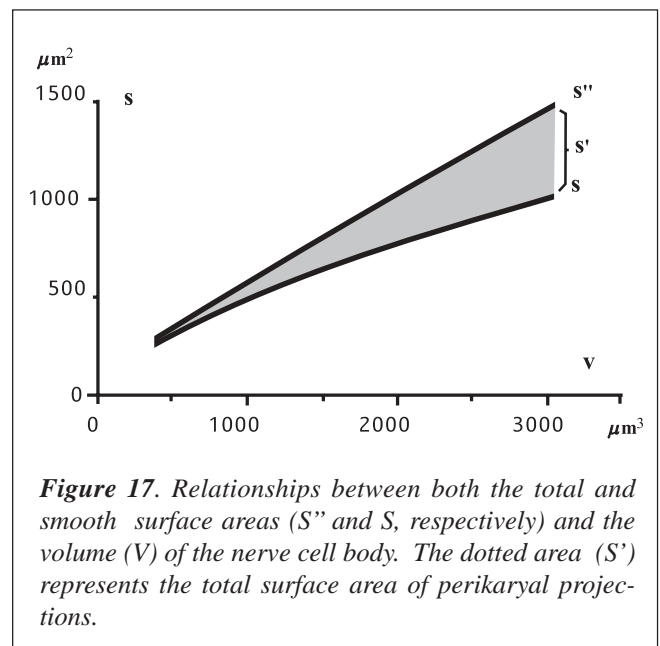 μm²
1500 s s''
s'
1000 s
500
v
0
0 1000 2000 3000 μm³
Figure 17. Relationships between both the total and
smooth surface areas (S” and S, respectively) and the
volume (V) of the nerve cell body. The dotted area (S’)
represents the total surface area of perikaryal projec-
tions.